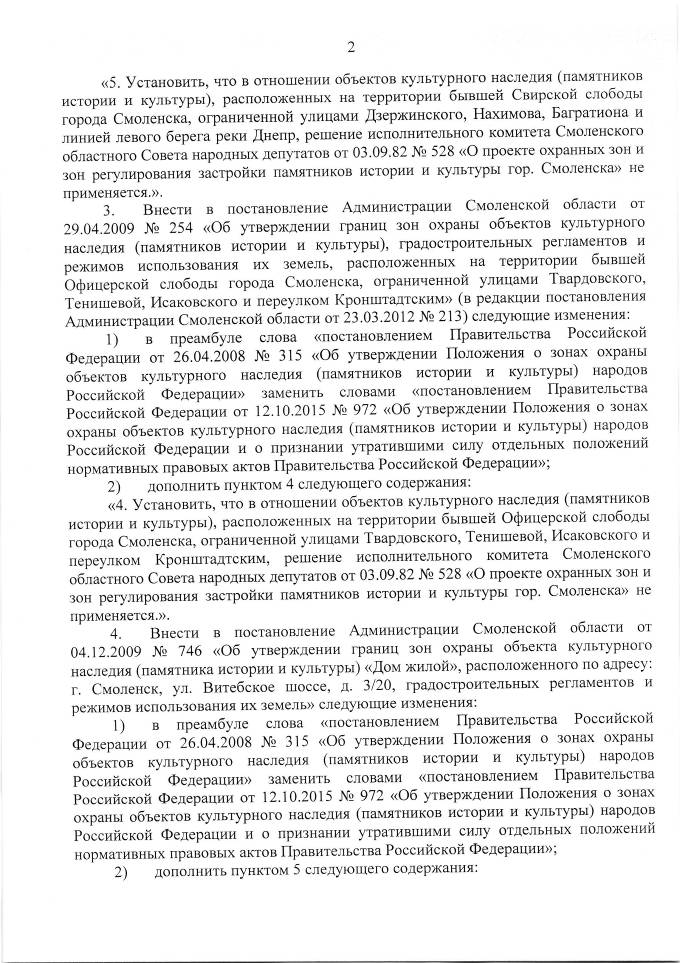 2
«5. Установить, что в отношении объектов культурного наследия (памятников
истории и культуры), расположенных на территории бывшей Свирской слободы
города Смоленска, ограниченной улицами Дзержинского, Нахимова, Багратиона и
линией левого берега реки Днепр, решение исполнительного комитета Смоленского
областного Совета народных депутатов от 03.09.82 № 528 «О проекте охранных зон и
зон регулирования застройки памятников истории и культуры гор. Смоленска» не
применяется.».
3. Внести в постановление Администрации Смоленской области от
29.04.2009 № 254 «Об утверждении границ зон охраны объектов культурного
наследия (памятников истории и культуры), градостроительных регламентов и
режимов использования их земель, расположенных на территории бывшей
Офицерской слободы города Смоленска, ограниченной улицами Твардовского,
Тенишевой, Исаковского и переулком Кронштадтским» (в редакции постановления
Администрации Смоленской области от 23.03.2012 № 213) следующие изменения:
1) в преамбуле слова «постановлением Правительства Российской
Федерации от 26.04.2008 № 315 «Об утверждении Положения о зонах охраны
объектов культурного наследия (памятников истории и культуры) народов
Российской Федерации» заменить словами «постановлением Правительства
Российской Федерации от 12.10.2015 № 972 «Об утверждении Положения о зонах
охраны объектов культурного наследия (памятников истории и культуры) народов
Российской Федерации и о признании утратившими силу отдельных положений
нормативных правовых актов Правительства Российской Федерации»;
2) дополнить пунктом 4 следующего содержания:
«4. Установить, что в отношении объектов культурного наследия (памятников
истории и культуры), расположенных на территории бывшей Офицерской слободы
города Смоленска, ограниченной улицами Твардовского, Тенишевой, Исаковского и
переулком Кронштадтским, решение исполнительного комитета Смоленского
областного Совета народных депутатов от 03.09.82 № 528 «О проекте охранных зон и
зон регулирования застройки памятников истории и культуры гор. Смоленска» не
применяется.».
4. Внести в постановление Администрации Смоленской области от
04.12.2009 № 746 «Об утверждении границ зон охраны объекта культурного
наследия (памятника истории и культуры) «Дом жилой», расположенного по адресу:
г. Смоленск, ул. Витебское шоссе, д. 3/20, градостроительных регламентов и
режимов использования их земель» следующие изменения:
1) в преамбуле слова «постановлением Правительства Российской
Федерации от 26.04.2008 № 315 «Об утверждении Положения о зонах охраны
объектов культурного наследия (памятников истории и культуры) народов
Российской Федерации» заменить словами «постановлением Правительства
Российской Федерации от 12.10.2015 № 972 «Об утверждении Положения о зонах
охраны объектов культурного наследия (памятников истории и культуры) народов
Российской Федерации и о признании утратившими силу отдельных положений
нормативных правовых актов Правительства Российской Федерации»;
2) дополнить пунктом 5 следующего содержания: